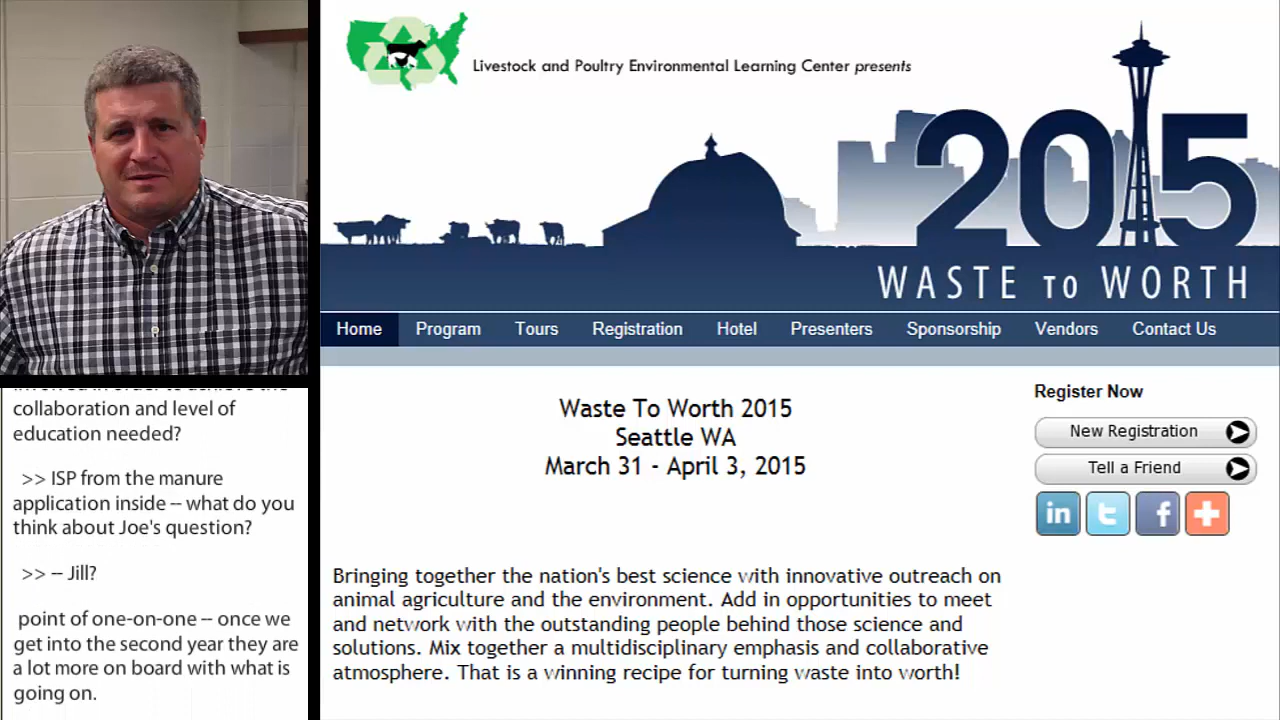 involved in order to achieve the
collaboration and level of
education needed?
>> ISP from the manure
application inside -- what do you
think about Joe's question?
>> -- Jill?
point of one-on-one -- once we
get into the second year they are
a lot more on board with what is
going on.
Livestock and Poultry Environmental Learning Center presents
2015
WASTE TO WORTH
Home Program Tours Registration Hotel Presenters Sponsorship Vendors Contact Us
Waste To Worth 2015
Seattle WA
March 31 - April 3, 2015
Register Now
New Registration
Tell a Friend
in t f
Bringing together the nation's best science with innovative outreach on
animal agriculture and the environment. Add in opportunities to meet
and network with the outstanding people behind those science and
solutions. Mix together a multidisciplinary emphasis and collaborative
atmosphere. That is a winning recipe for turning waste into worth!